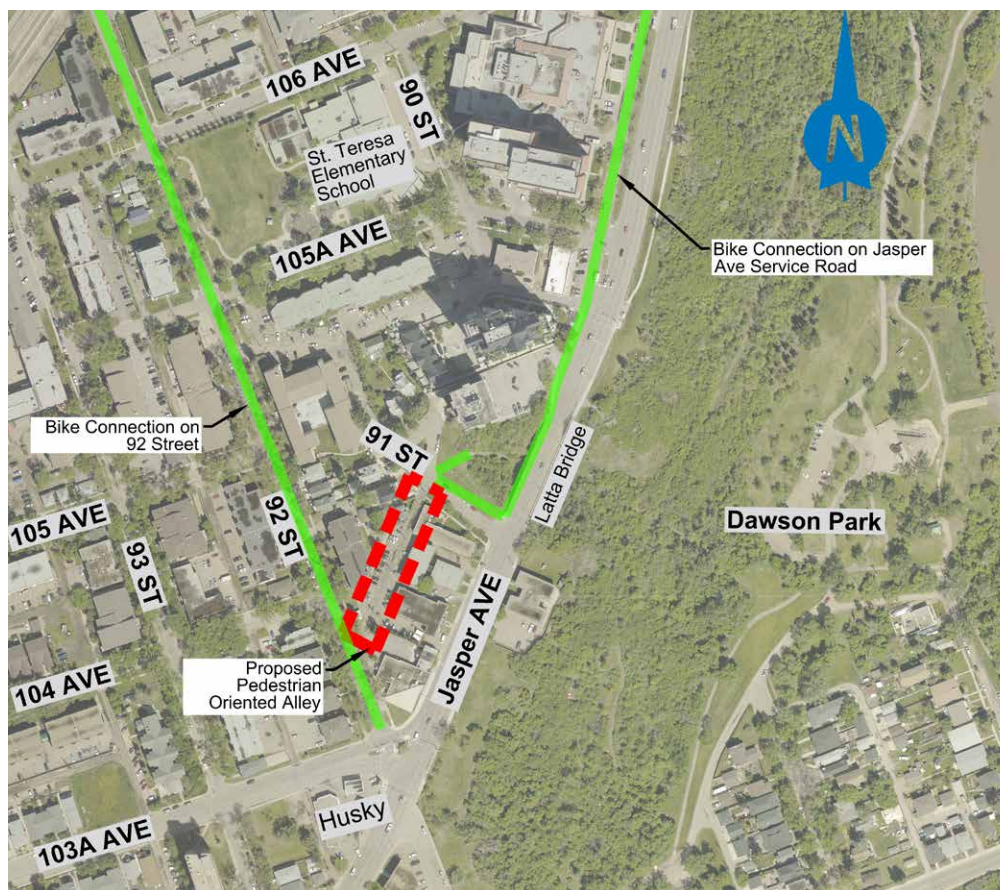 106 AVE
90 ST
N
St. Teresa
Elementary
School
105A AVE
Bike Connection on Jasper
Ave Service Road
Bike Connection on
92 Street
91 ST
Latta Bridge
92 ST
105 AVE
93 ST
Dawson Park
Jasper AVE
Proposed
Pedestrian
Oriented Alley
104 AVE
Husky
103A AVE